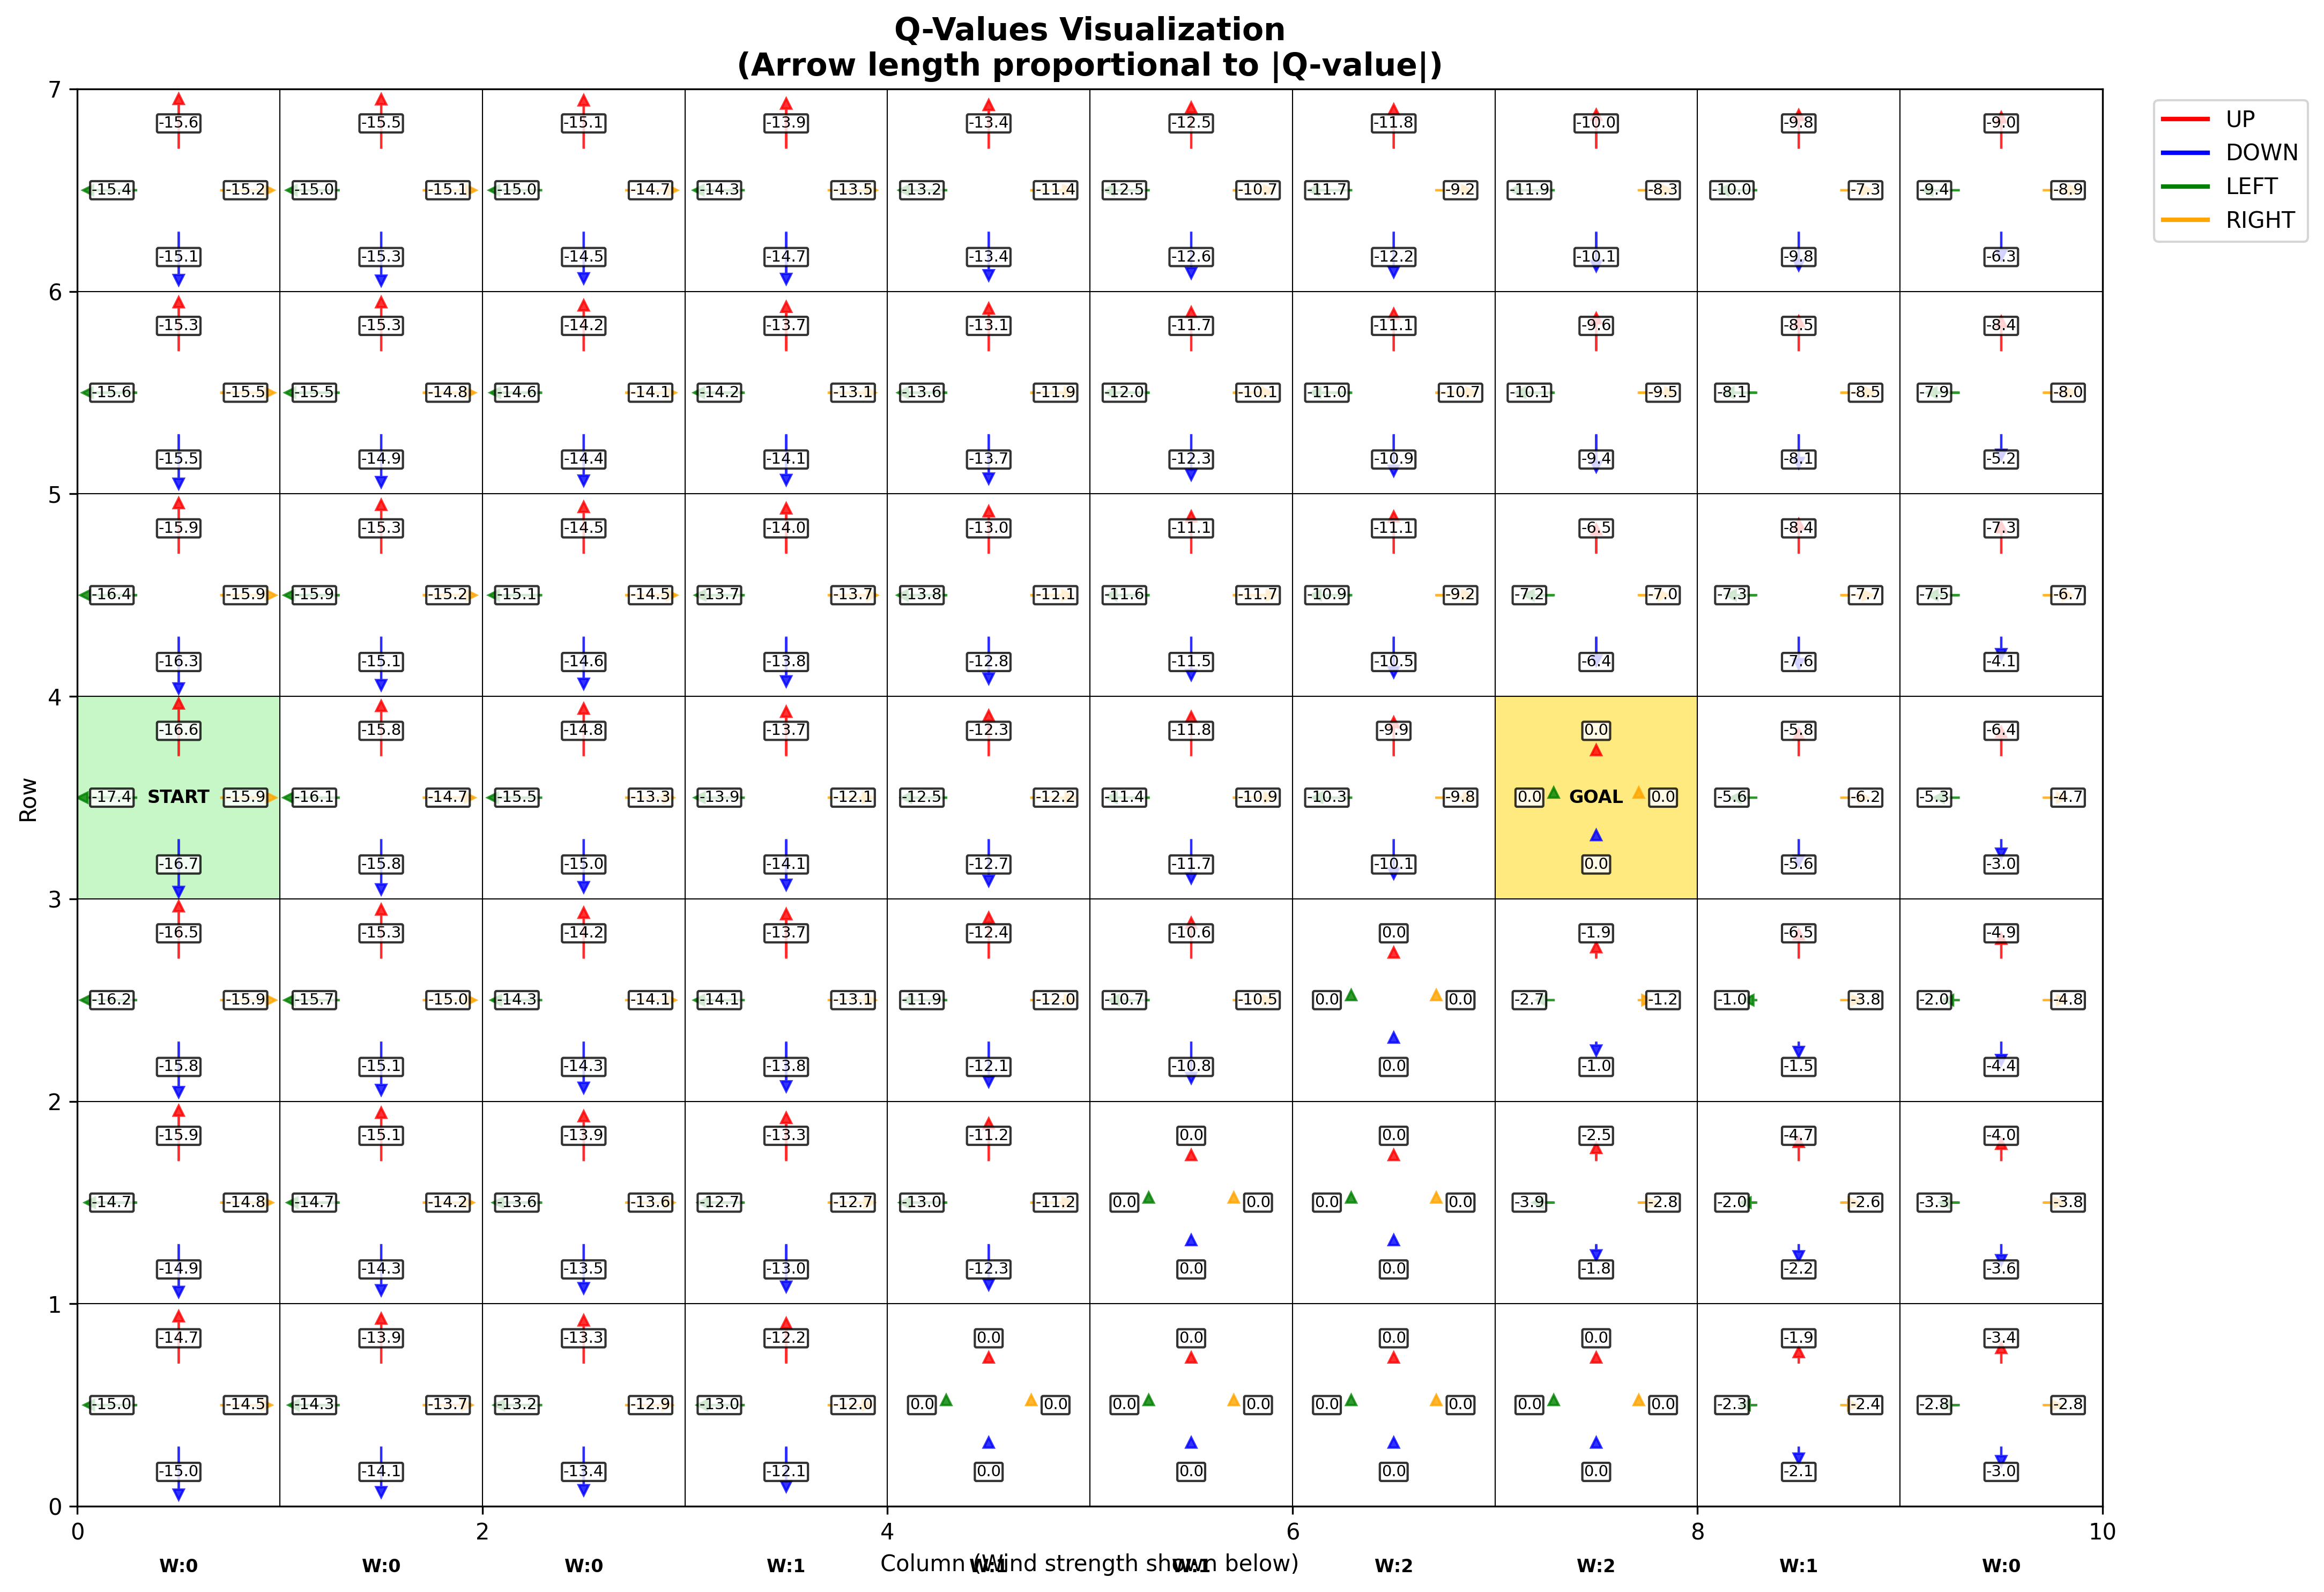 Q-Values Visualization
(Arrow length proportional to |Q-value|)
UP
DOWN
LEFT
RIGHT
7
-15.6 -15.5 -15.1 -13.9 -13.4 -12.5 -11.8 -10.0 -9.8 -9.0
-15.4 -15.2 -15.0 -15.1 -15.0 -14.7 -14.3 -13.5 -13.2 -11.4 -12.5 -10.7 -11.7 -9.2 -11.9 -8.3 -10.0 -7.3 -9.4 -8.9
-15.1 -15.3 -14.5 -14.7 -13.4 -12.6 -12.2 -10.1 -9.8 -6.3
6
-15.3 -15.3 -14.2 -13.7 -13.1 -11.7 -11.1 -9.6 -8.5 -8.4
-15.6 -15.5 -15.5 -14.8 -14.6 -14.1 -14.2 -13.1 -13.6 -11.9 -12.0 -10.1 -11.0 -10.7 -10.1 -9.5 -8.1 -8.5 -7.9 -8.0
-15.5 -14.9 -14.4 -14.1 -13.7 -12.3 -10.9 -9.4 -8.1 -5.2
5
-15.9 -15.3 -14.5 -14.0 -13.0 -11.1 -11.1 -6.5 -8.4 -7.3
-16.4 -15.9 -15.9 -15.2 -15.1 -14.5 -13.7 -13.7 -13.8 -11.1 -11.6 -11.7 -10.9 -9.2 -7.2 -7.0 -7.3 -7.7 -7.5 -6.7
-16.3 -15.1 -14.6 -13.8 -12.8 -11.5 -10.5 -6.4 -7.6 -4.1
4
-16.6 -15.8 -14.8 -13.7 -12.3 -11.8 -9.9 0.0 -5.8 -6.4
-17.4 START -15.9 -16.1 -14.7 -15.5 -13.3 -13.9 -12.1 -12.5 -12.2 -11.4 -10.9 -10.3 -9.8 0.0 GOAL 0.0 -5.6 -6.2 -5.3 -4.7
-16.7 -15.8 -15.0 -14.1 -12.7 -11.7 -10.1 0.0 -5.6 -3.0
Row
3
-16.5 -15.3 -14.2 -13.7 -12.4 -10.6 0.0 -1.9 -6.5 -4.9
-16.2 -15.9 -15.7 -15.0 -14.3 -14.1 -14.1 -13.1 -11.9 -12.0 -10.7 -10.5 0.0 0.0 -2.7 -1.2 -1.0 -3.8 -2.0 -4.8
-15.8 -15.1 -14.3 -13.8 -12.1 -10.8 0.0 -1.0 -1.5 -4.4
2
-15.9 -15.1 -13.9 -13.3 -11.2 0.0 0.0 -2.5 -4.7 -4.0
-14.7 -14.8 -14.7 -14.2 -13.6 -13.6 -12.7 -12.7 -13.0 -11.2 0.0 0.0 0.0 0.0 -3.9 -2.8 -2.0 -2.6 -3.3 -3.8
-14.9 -14.3 -13.5 -13.0 -12.3 0.0 0.0 -1.8 -2.2 -3.6
1
-14.7 -13.9 -13.3 -12.2 0.0 0.0 0.0 0.0 -1.9 -3.4
-15.0 -14.5 -14.3 -13.7 -13.2 -12.9 -13.0 -12.0 0.0 0.0 0.0 0.0 0.0 0.0 0.0 0.0 -2.3 -2.4 -2.8 -2.8
-15.0 -14.1 -13.4 -12.1 0.0 0.0 0.0 0.0 -2.1 -3.0
0
0 2 4 6 8 10
Column (Wind strength shown below)
W:0 W:0 W:0 W:1 W:1 W:1 W:2 W:2 W:1 W:0